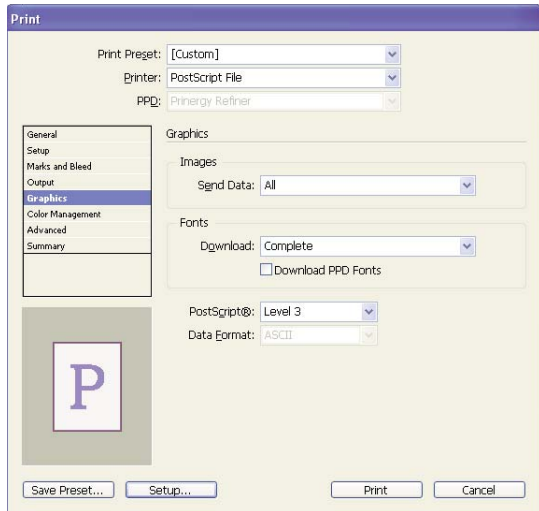 Print
Print Preset: [Custom]
Printer: PostScript File
PPD: Prinergy Refiner
General
Setup
Marks and Bleed
Output
Graphics
Color Management
Advanced
Summary
Graphics
Images
Send Data: All
Fonts
Download: Complete
Download PPD Fonts
PostScript®: Level 3
Data Format: ASCII
P
Save Preset... Setup... Print Cancel